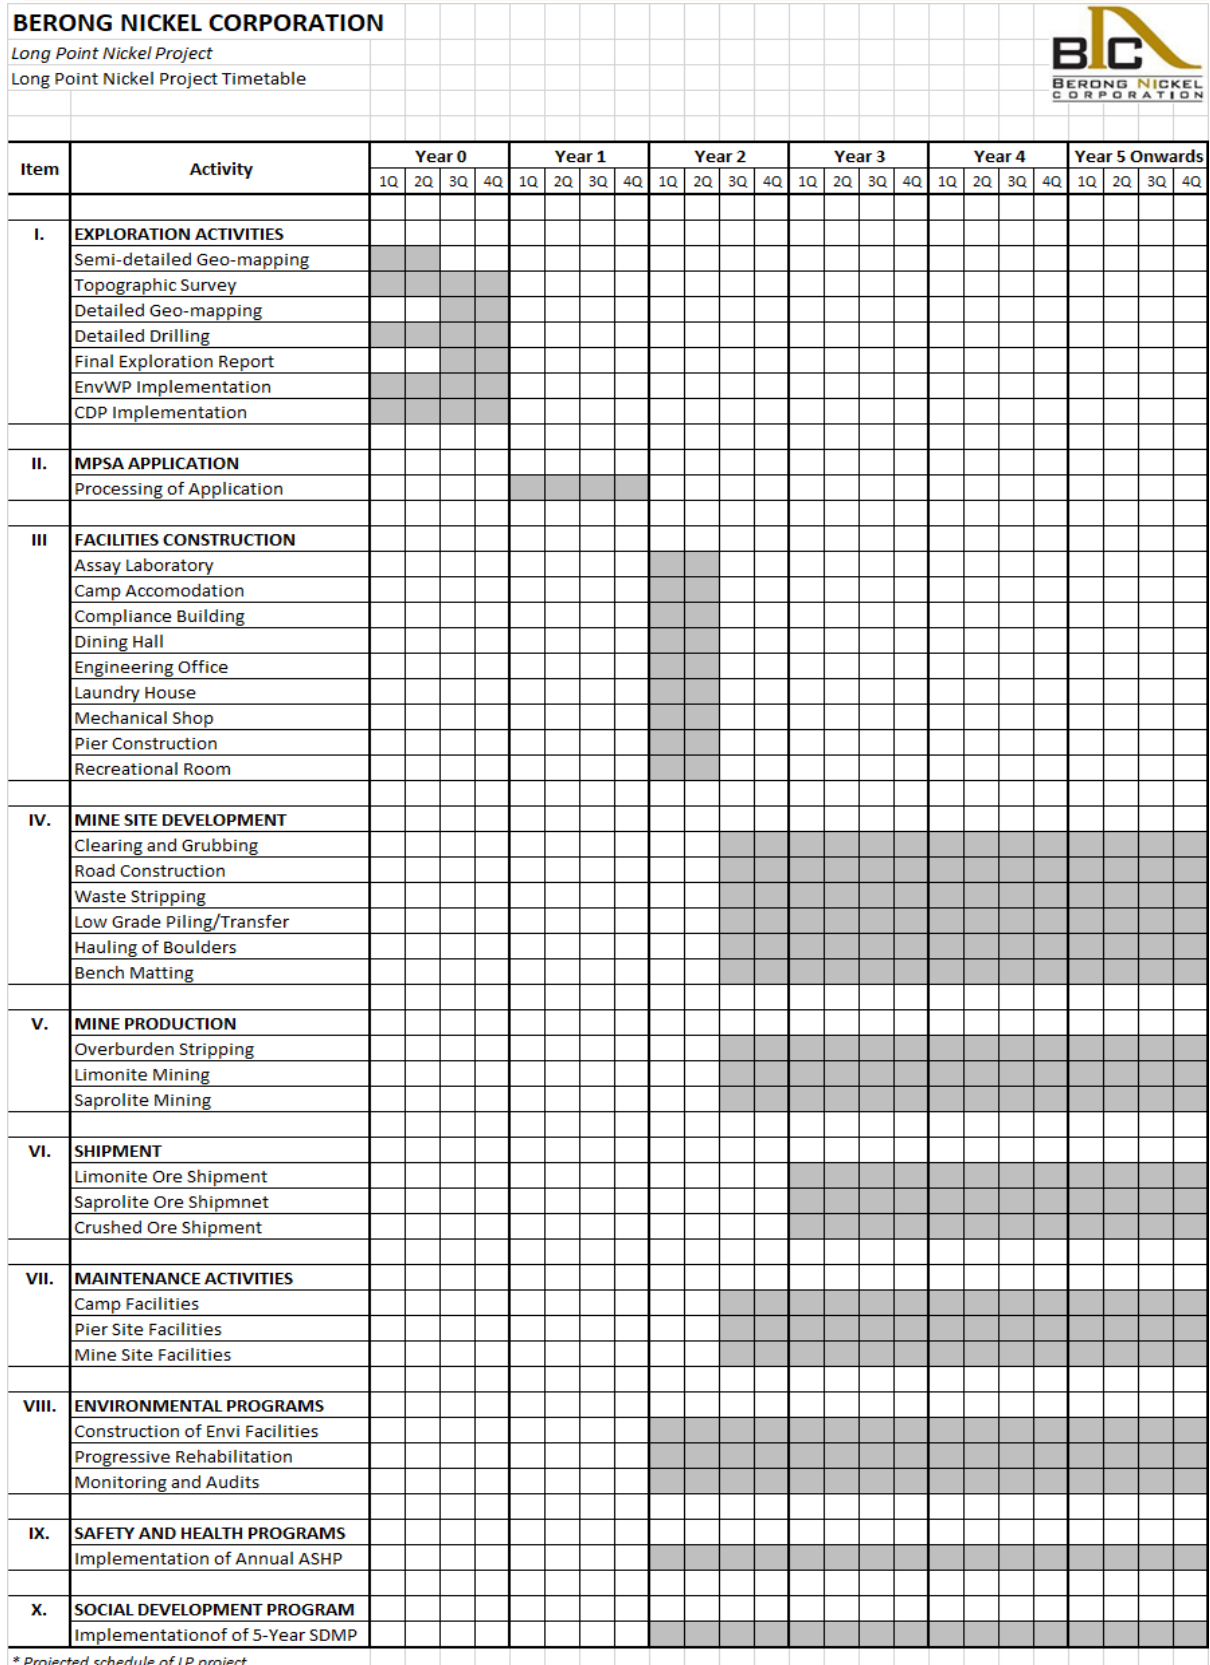 BERONG NICKEL CORPORATION
Long Point Nickel Project
Long Point Nickel Project Timetable
BNC
BERONG NICKEL
CORPORATION
Item Activity Year 0 Year 1 Year 2 Year 3 Year 4 Year 5 Onwards
1Q 2Q 3Q 4Q 1Q 2Q 3Q 4Q 1Q 2Q 3Q 4Q 1Q 2Q 3Q 4Q 1Q 2Q 3Q 4Q 1Q 2Q 3Q 4Q
I. EXPLORATION ACTIVITIES
Semi-detailed Geo-mapping
Topographic Survey
Detailed Geo-mapping
Detailed Drilling
Final Exploration Report
EnvWP Implementation
CDP Implementation
II. MPSA APPLICATION
Processing of Application
III FACILITIES CONSTRUCTION
Assay Laboratory
Camp Accomodation
Compliance Building
Dining Hall
Engineering Office
Laundry House
Mechanical Shop
Pier Construction
Recreational Room
IV. MINE SITE DEVELOPMENT
Clearing and Grubbing
Road Construction
Waste Stripping
Low Grade Piling/Transfer
Hauling of Boulders
Bench Matting
V. MINE PRODUCTION
Overburden Stripping
Limonite Mining
Saprolite Mining
VI. SHIPMENT
Limonite Ore Shipment
Saprolite Ore Shipmnet
Crushed Ore Shipment
VII. MAINTENANCE ACTIVITIES
Camp Facilities
Pier Site Facilities
Mine Site Facilities
VIII. ENVIRONMENTAL PROGRAMS
Construction of Envi Facilities
Progressive Rehabilitation
Monitoring and Audits
IX. SAFETY AND HEALTH PROGRAMS
Implementation of Annual ASHP
X. SOCIAL DEVELOPMENT PROGRAM
Implementationof of 5-Year SDMP
* Projected schedule of LP project